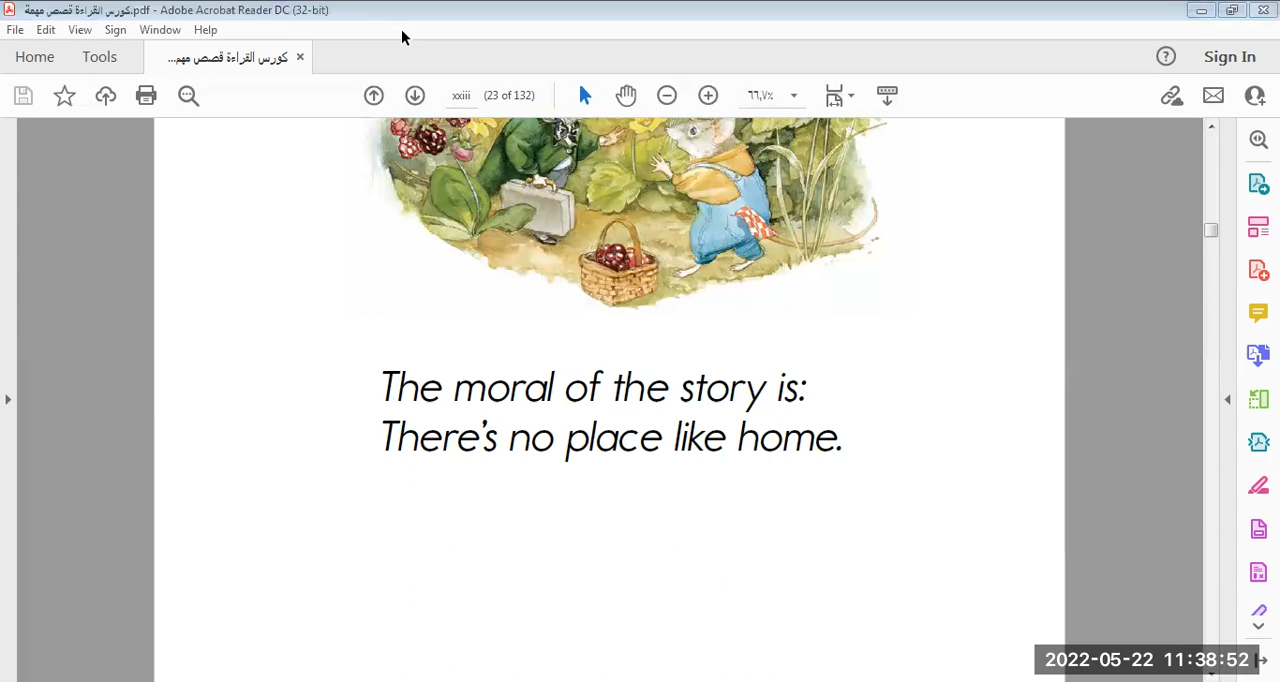 كورس القراءة قصص مهمة.pdf - Adobe Acrobat Reader DC (32-bit)
File Edit View Sign Window Help
Home Tools كورس القراءة قصص مهم... × Sign In
xxiii (23 of 132) ٦٦٫٧%
The moral of the story is:
There's no place like home.
2022-05-22 11:38:52